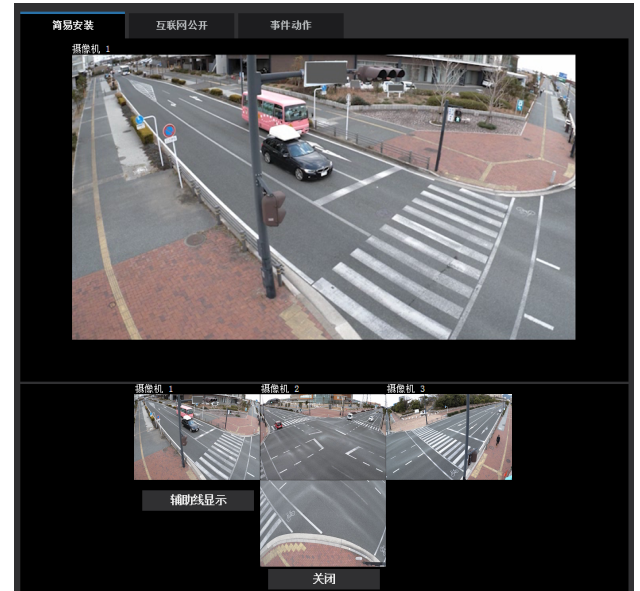 简易安装 互联网公开 事件动作
摄像机 1
摄像机 1 摄像机 2 摄像机 3
辅助线显示
关闭